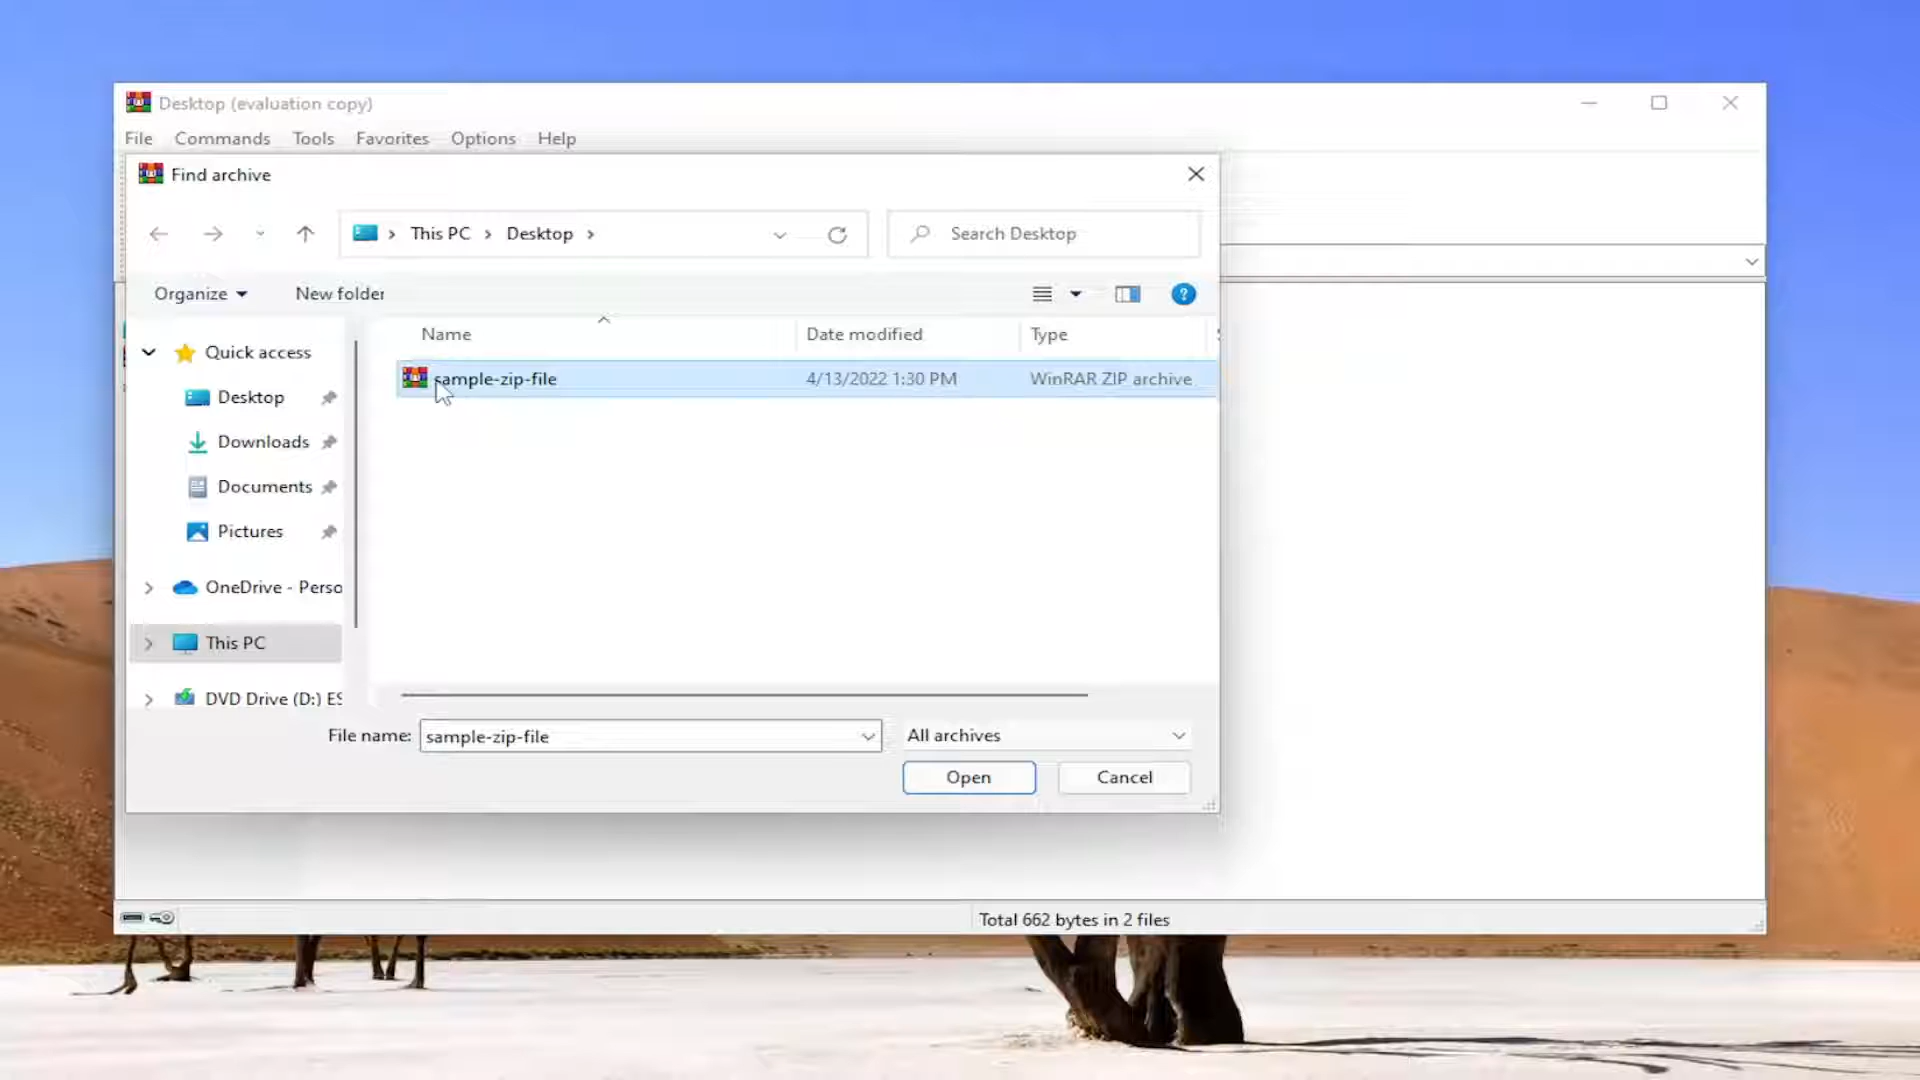 Desktop (evaluation copy)
File Commands Tools Favorites Options Help
Find archive
This PC Desktop
Search Desktop
Organize New folder
Name Date modified Type
Quick access
sample-zip-file 4/13/2022 1:30 PM WinRAR ZIP archive
Desktop
Downloads
Documents
Pictures
OneDrive - Perso
This PC
DVD Drive (D:) ES
File name: sample-zip-file All archives
Open Cancel
Total 662 bytes in 2 files